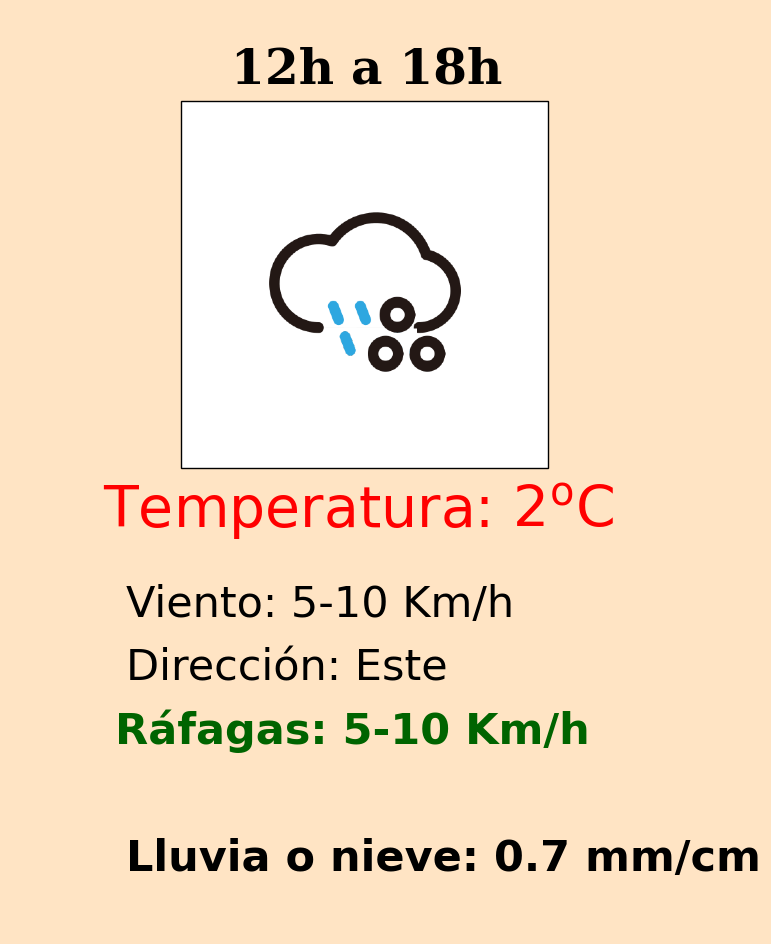 12h a 18h
Temperatura: 2ºC
Viento: 5-10 Km/h
Dirección: Este
Ráfagas: 5-10 Km/h
Lluvia o nieve: 0.7 mm/cm